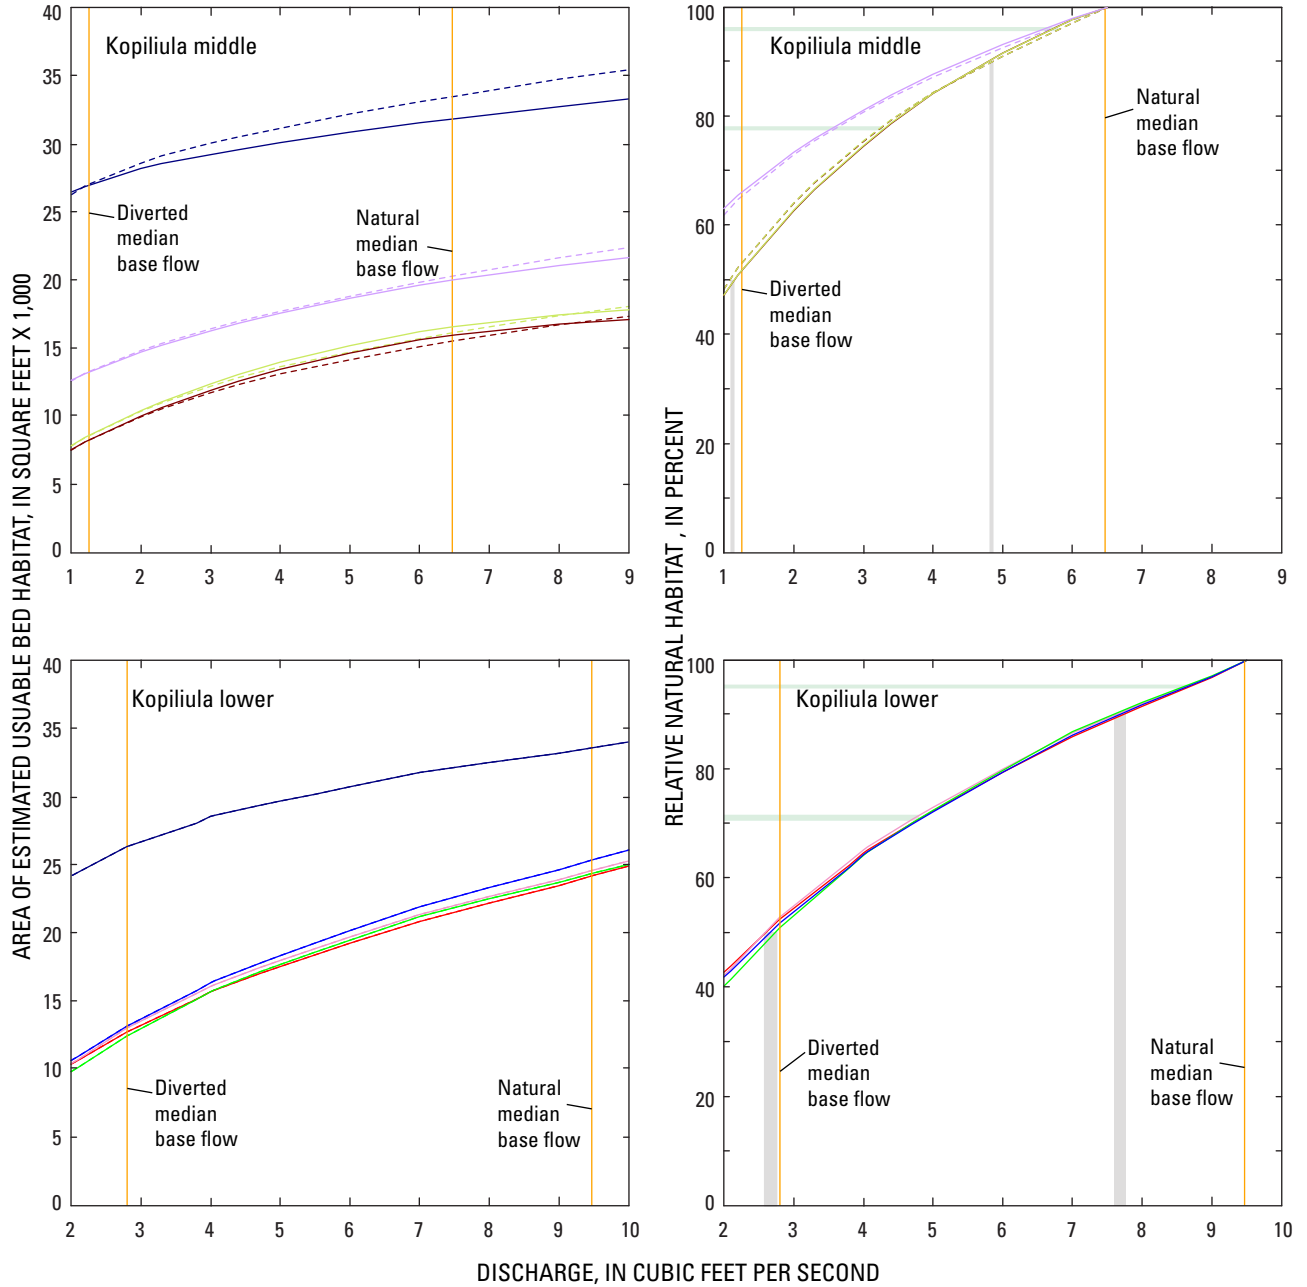 AREA OF ESTIMATED USUABLE BED HABITAT, IN SQUARE FEET X 1,000
40
35
30
25
20
15
10
5
0
Kopiliula middle
Diverted
median
base flow
Natural
median
base flow
1 2 3 4 5 6 7 8 9
RELATIVE NATURAL HABITAT , IN PERCENT
100
80
60
40
20
0
Kopiliula middle
Natural
median
base flow
Diverted
median
base flow
1 2 3 4 5 6 7 8 9
40
35
30
25
20
15
10
5
0
Kopiliula lower
Diverted
median
base flow
Natural
median
base flow
2 3 4 5 6 7 8 9 10
100
80
60
40
20
0
Kopiliula lower
Diverted
median
base flow
Natural
median
base flow
2 3 4 5 6 7 8 9 10
DISCHARGE, IN CUBIC FEET PER SECOND